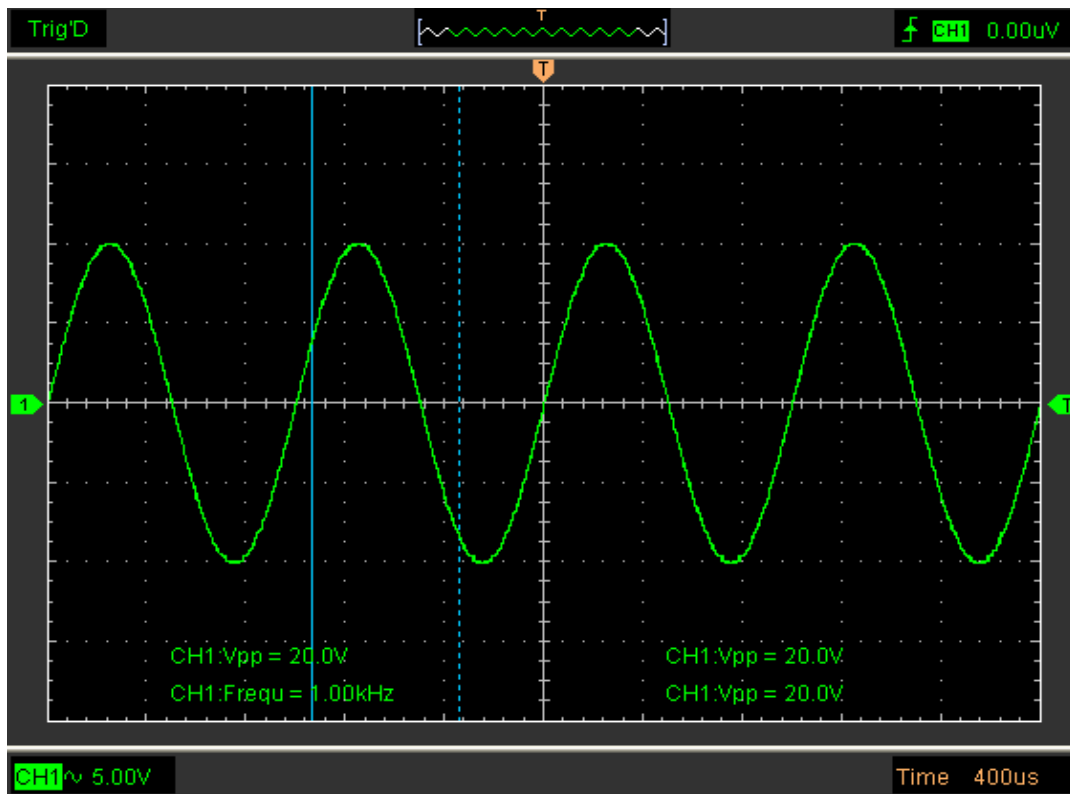 Trig'D T CH1 0.00uV
T
1 T
CH1:Vpp = 20.0V CH1:Vpp = 20.0V
CH1:Frequ = 1.00kHz CH1:Vpp = 20.0V
CH1 5.00V Time 400us